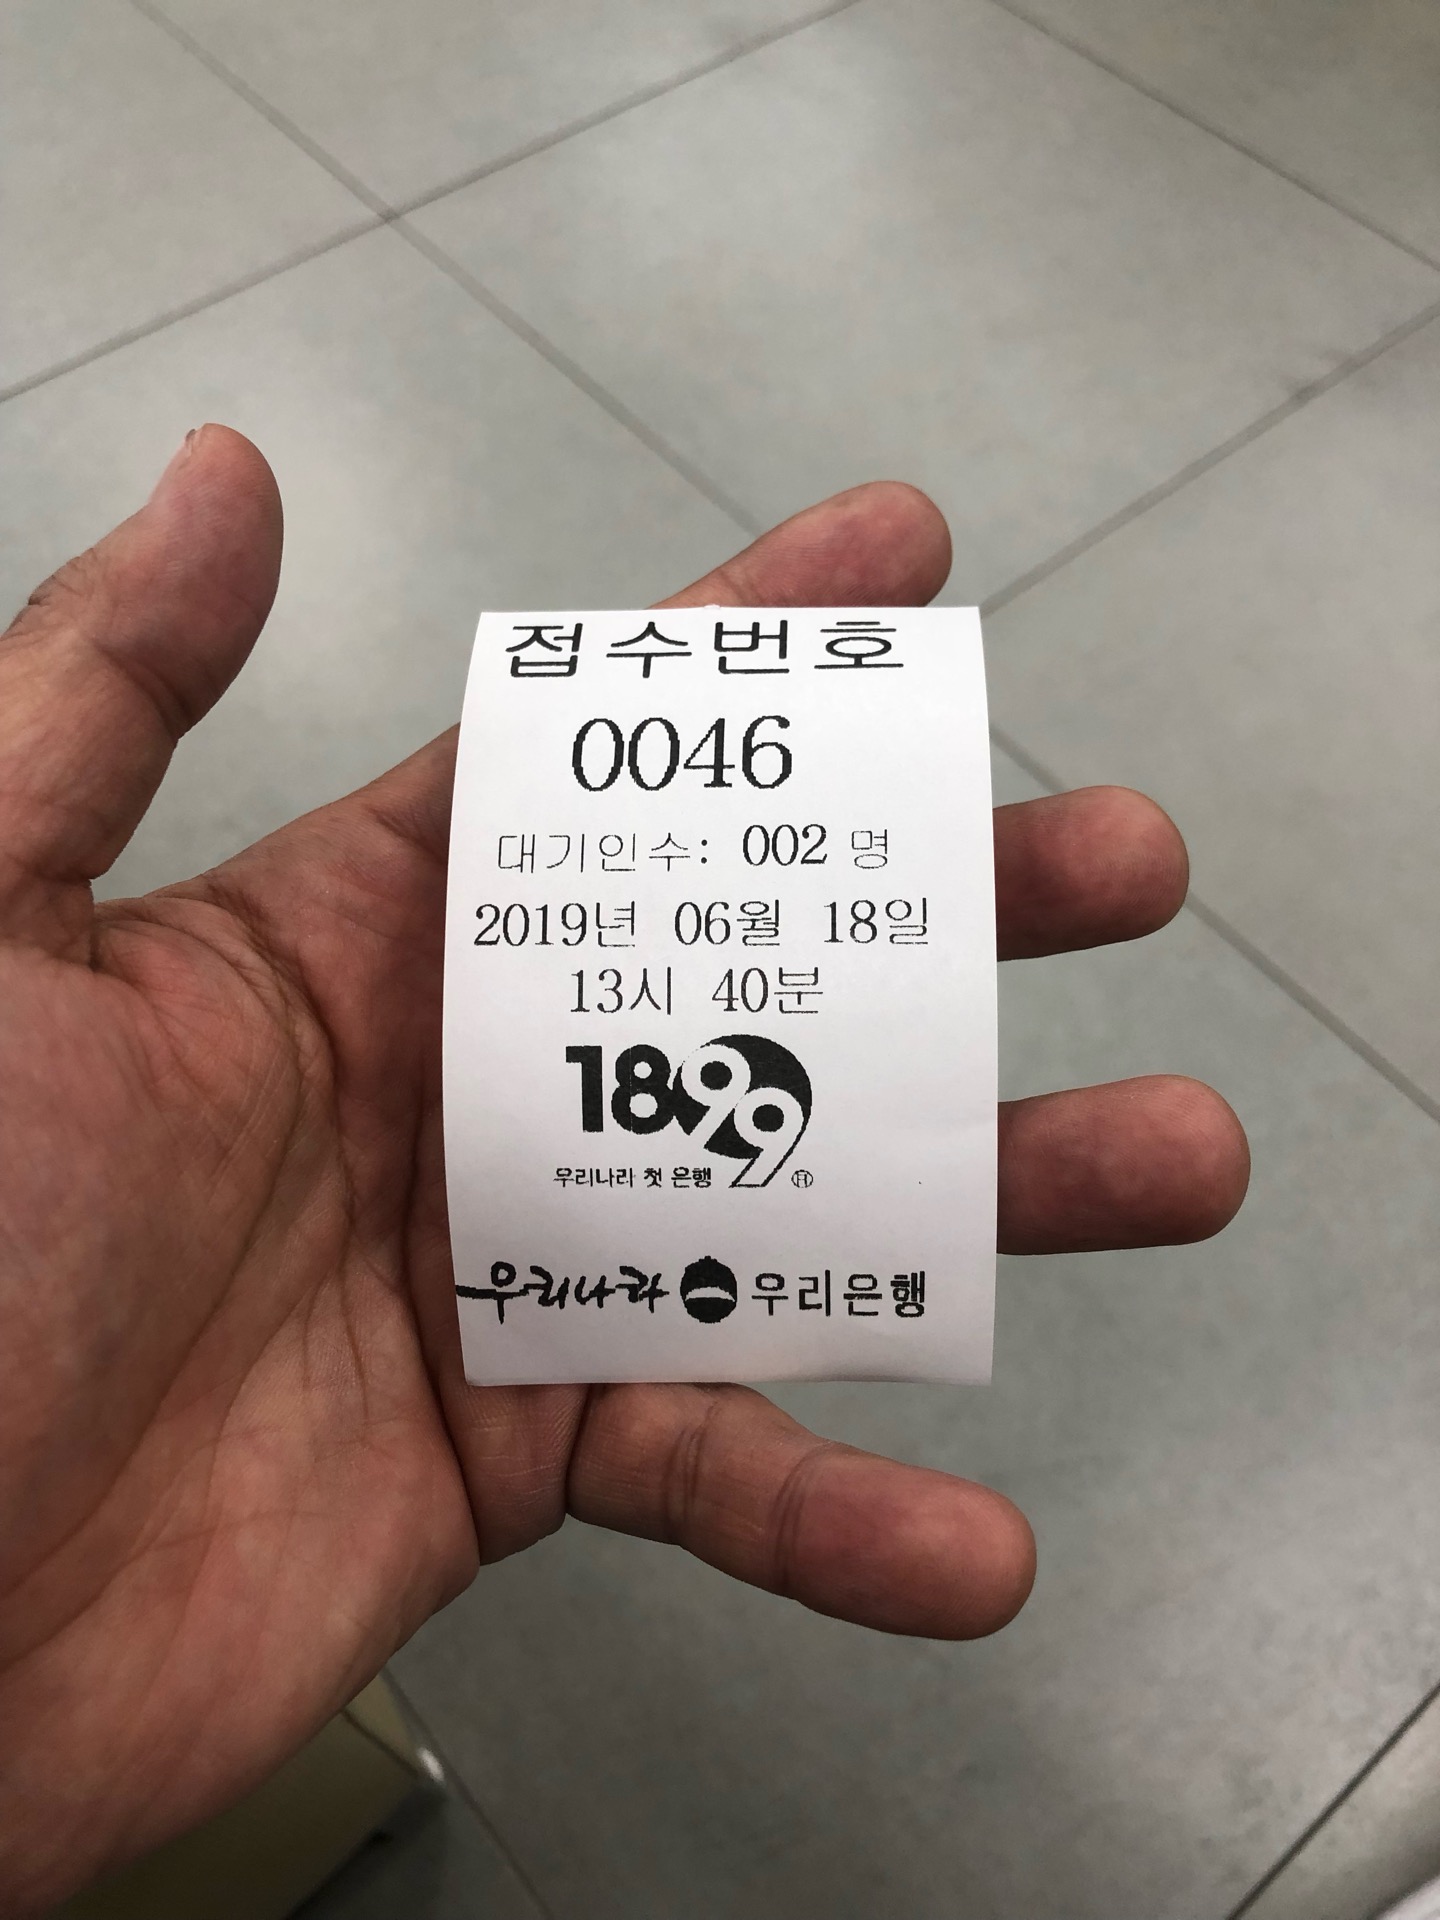 접수번호
0046
대기인수: 002 명
2019년 06월 18일
13시 40분
1899
우리나라 첫 은행
우리나라 우리은행